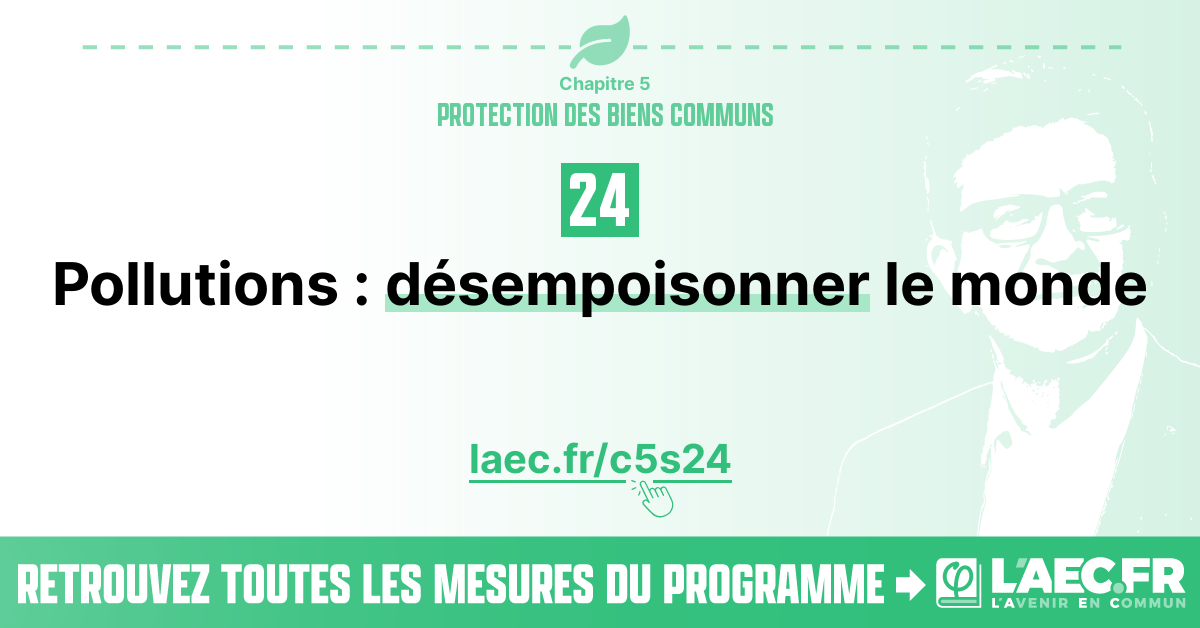 Chapitre 5
PROTECTION DES BIENS COMMUNS
24
Pollutions : désempoisonner le monde
laec.fr/c5s24
RETROUVEZ TOUTES LES MESURES DU PROGRAMME
L'AEC.FR
L'AVENIR EN COMMUN